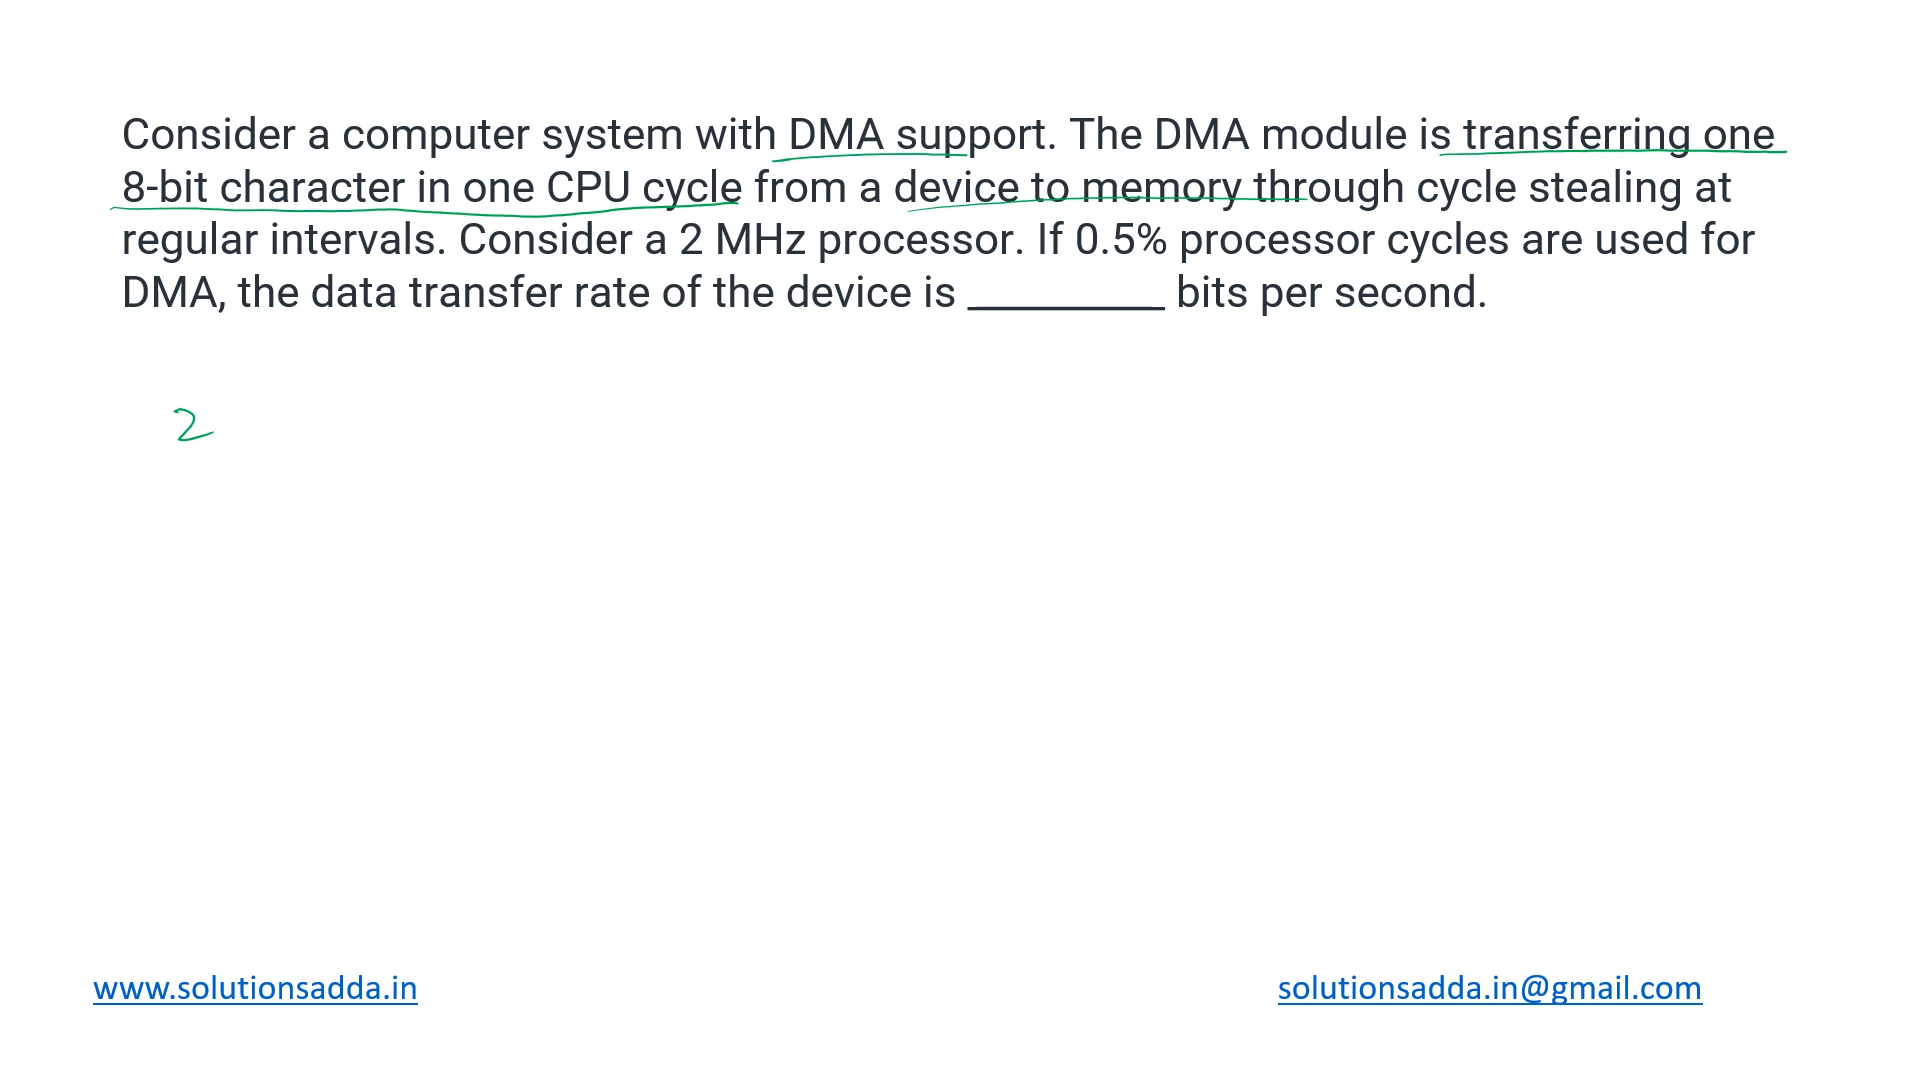 Consider a computer system with DMA support. The DMA module is transferring one
8-bit character in one CPU cycle from a device to memory through cycle stealing at
regular intervals. Consider a 2 MHz processor. If 0.5% processor cycles are used for
DMA, the data transfer rate of the device is __________ bits per second.
2
www.solutionsadda.in
solutionsadda.in@gmail.com